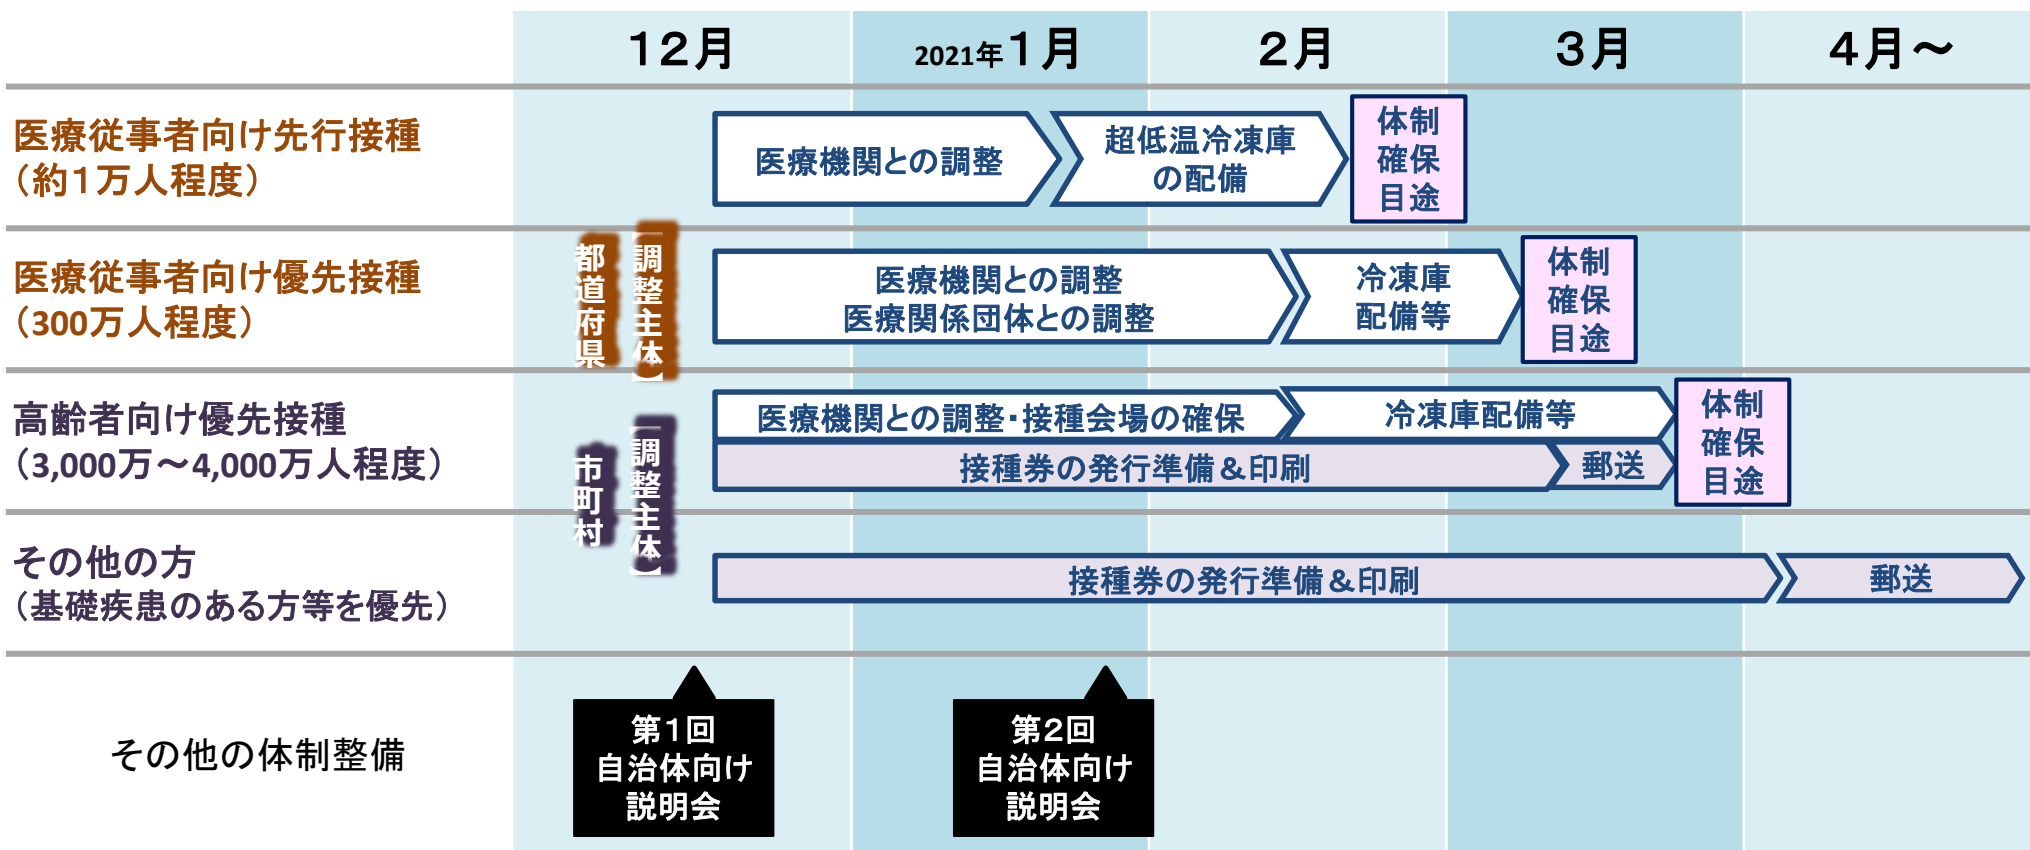 12月
2021年1月
2月
3月
4月～
医療従事者向け先行接種
（約1万人程度）
医療機関との調整
超低温冷凍庫
の配備
体制
確保
目途
医療従事者向け優先接種
（300万人程度）
【調整主体】
都道府県
医療機関との調整
医療関係団体との調整
冷凍庫
配備等
体制
確保
目途
高齢者向け優先接種
（3,000万～4,000万人程度）
【調整主体】
市町村
医療機関との調整・接種会場の確保
冷凍庫配備等
接種券の発行準備＆印刷
郵送
体制
確保
目途
その他の方
（基礎疾患のある方等を優先）
接種券の発行準備＆印刷
郵送
その他の体制整備
第1回
自治体向け
説明会
第2回
自治体向け
説明会